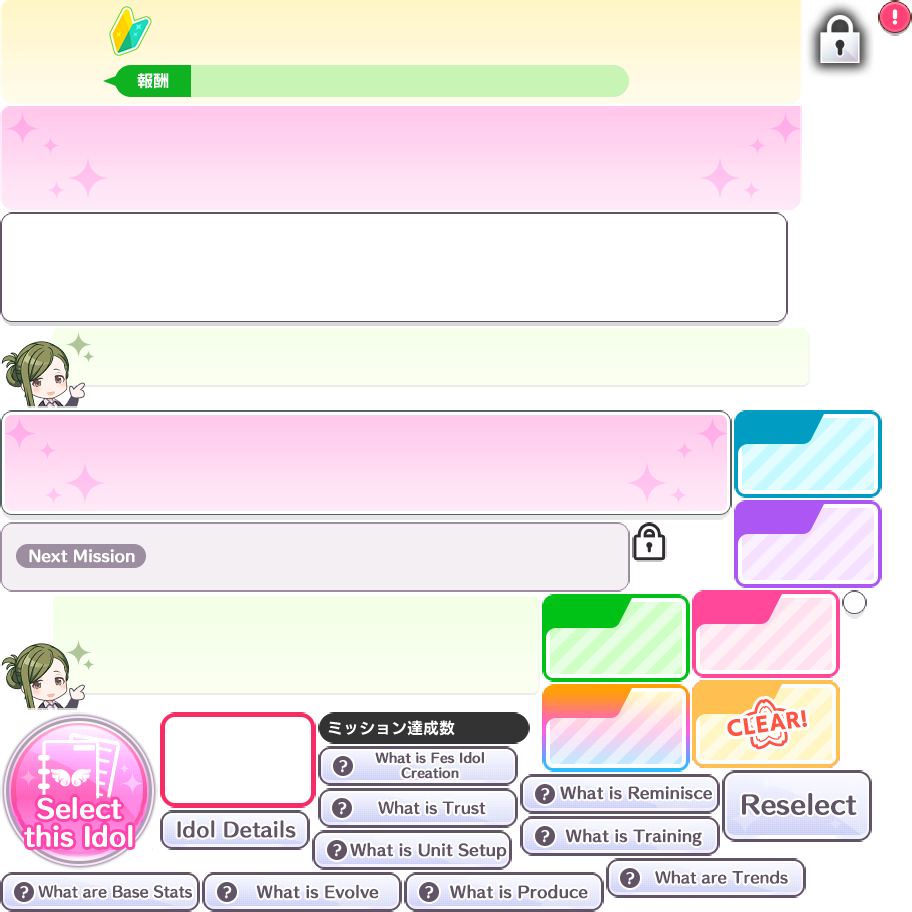 報酬
Next Mission
CLEAR!
Select
this Idol
ミッション達成数
What is Fes Idol
Creation
What is Reminisce
Reselect
What is Trust
Idol Details
What is Training
What is Unit Setup
What are Trends
What are Base Stats
What is Evolve
What is Produce